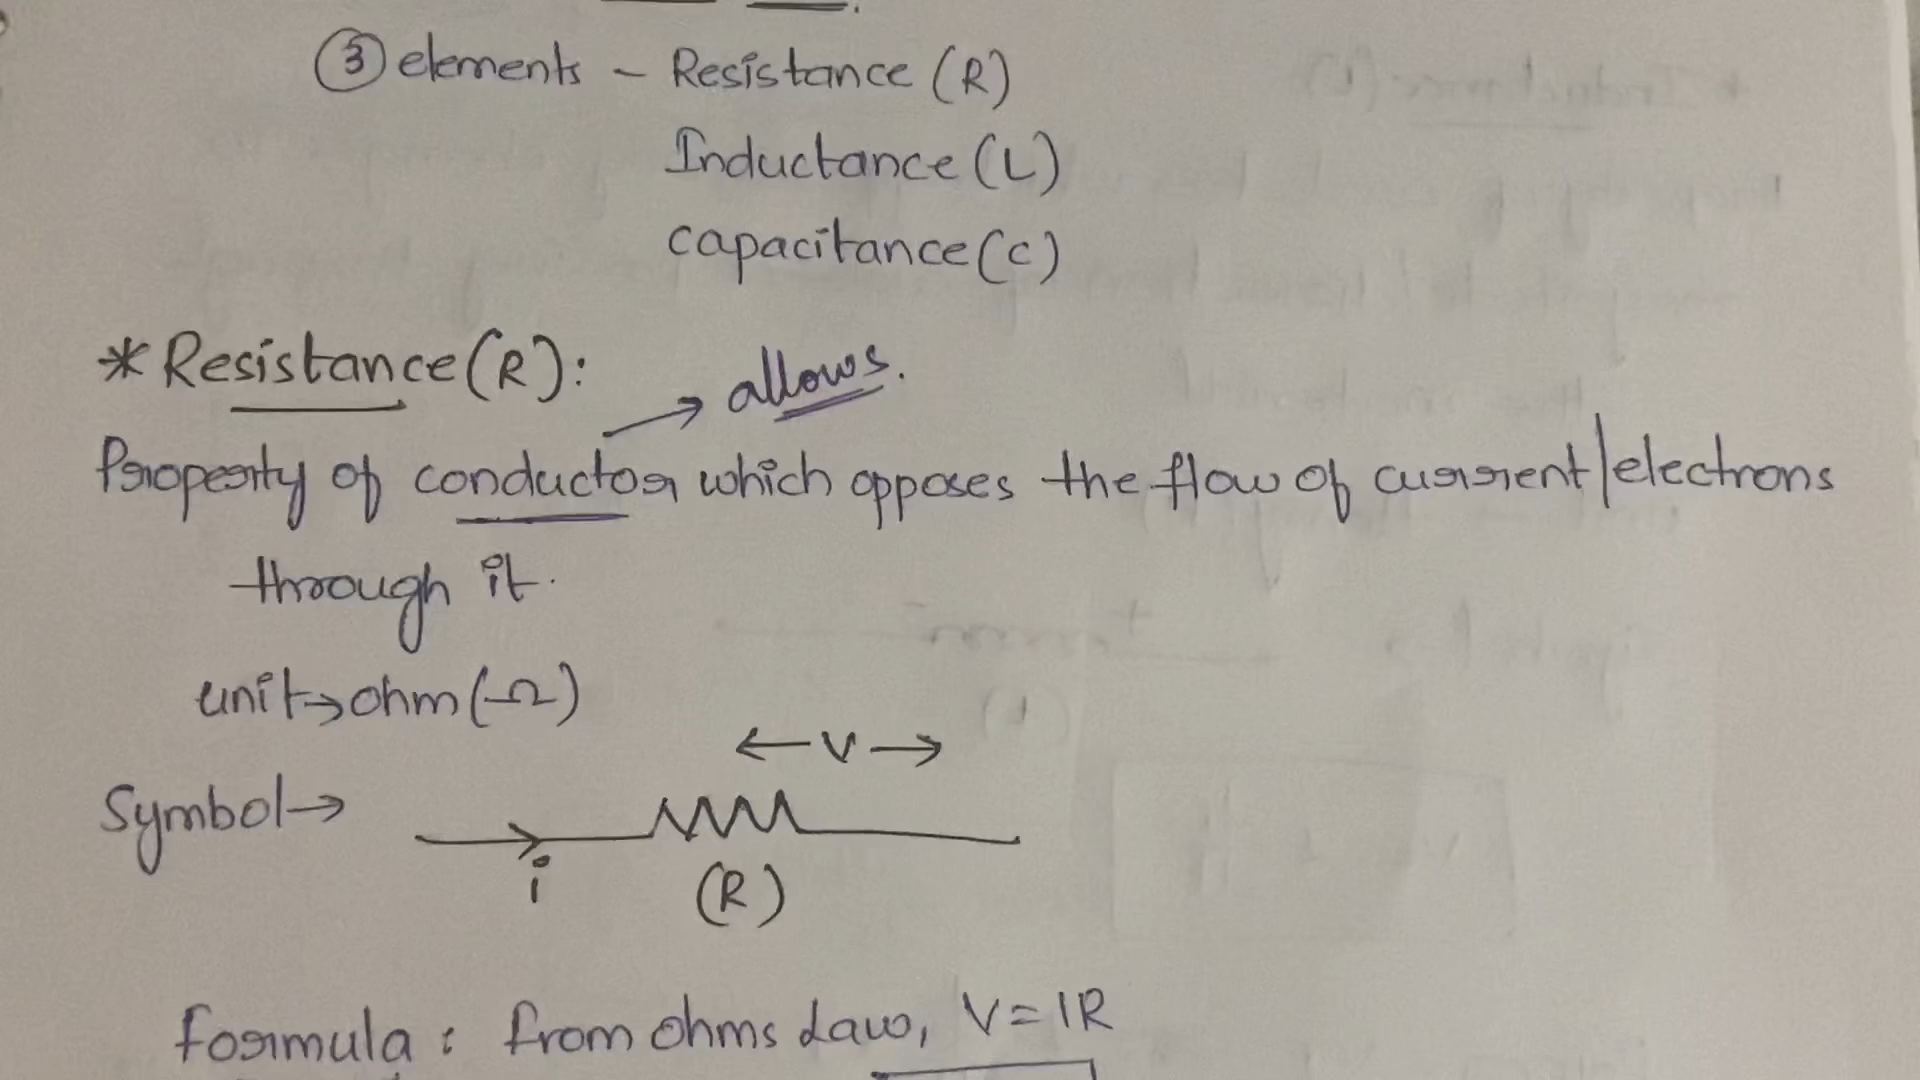 ③ elements - Resistance (R)
Inductance (L)
capacitance (c)
* Resistance (R):
→ allows.
Property of conductor which opposes the flow of current/electrons
through it.
unit → ohm (Ω)
← V →
Symbol →
i
(R)
formula : from ohms Law, V = IR